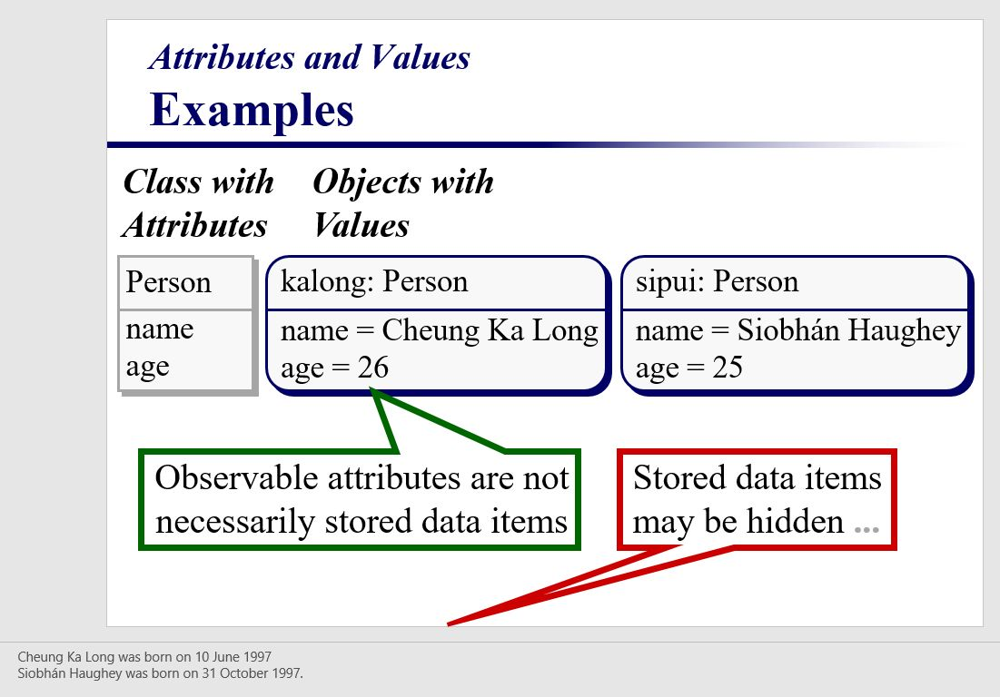 Attributes and Values
Examples
Class with
Attributes
Objects with
Values
Person
name
age
kalong: Person
name = Cheung Ka Long
age = 26
sipui: Person
name = Siobhán Haughey
age = 25
Observable attributes are not
necessarily stored data items
Stored data items
may be hidden ...
Cheung Ka Long was born on 10 June 1997
Siobhán Haughey was born on 31 October 1997.